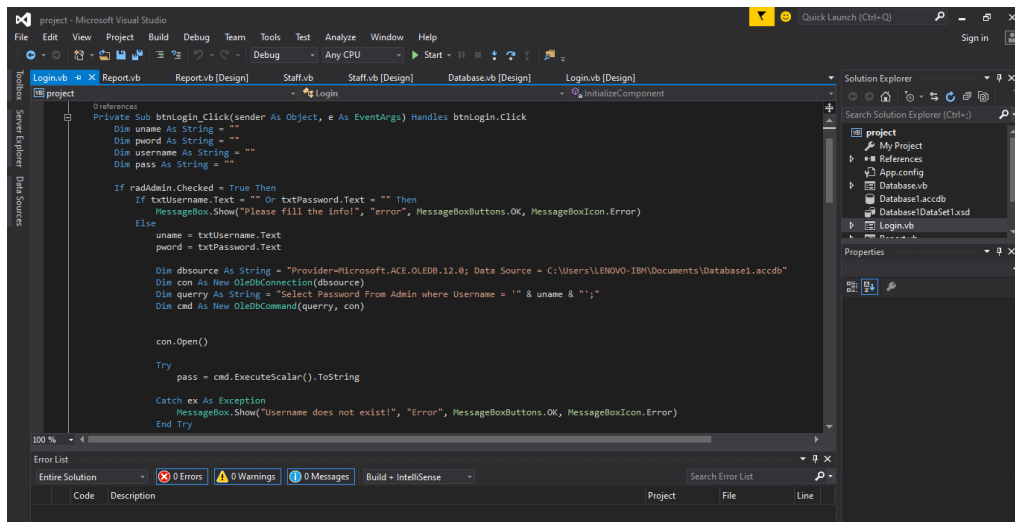 project - Microsoft Visual Studio
Quick Launch (Ctrl+Q)
File Edit View Project Build Debug Team Tools Test Analyze Window Help
Sign in
Debug Any CPU Start
Toolbox
Server Explorer
Data Sources
Login.vb Report.vb Report.vb [Design] Staff.vb Staff.vb [Design] Database.vb [Design] Login.vb [Design]
VB project Login InitializeComponent
0 references
Private Sub btnLogin_Click(sender As Object, e As EventArgs) Handles btnLogin.Click
Dim uname As String = ""
Dim pword As String = ""
Dim username As String = ""
Dim pass As String = ""
If radAdmin.Checked = True Then
If txtUsername.Text = "" Or txtPassword.Text = "" Then
MessageBox.Show("Please fill the info!", "error", MessageBoxButtons.OK, MessageBoxIcon.Error)
Else
uname = txtUsername.Text
pword = txtPassword.Text
Dim dbsource As String = "Provider=Microsoft.ACE.OLEDB.12.0; Data Source = C:\Users\LENOVO-IBM\Documents\Database1.accdb"
Dim con As New OleDbConnection(dbsource)
Dim querry As String = "Select Password From Admin where Username = '" & uname & "';"
Dim cmd As New OleDbCommand(querry, con)
con.Open()
Try
pass = cmd.ExecuteScalar().ToString
Catch ex As Exception
MessageBox.Show("Username does not exist!", "Error", MessageBoxButtons.OK, MessageBoxIcon.Error)
End Try
100 %
Error List
Entire Solution 0 Errors 0 Warnings 0 Messages Build + IntelliSense Search Error List
Code Description Project File Line
Solution Explorer
Search Solution Explorer (Ctrl+;)
VB project
My Project
References
App.config
Database.vb
Database1.accdb
Database1DataSet1.xsd
Login.vb
Properties